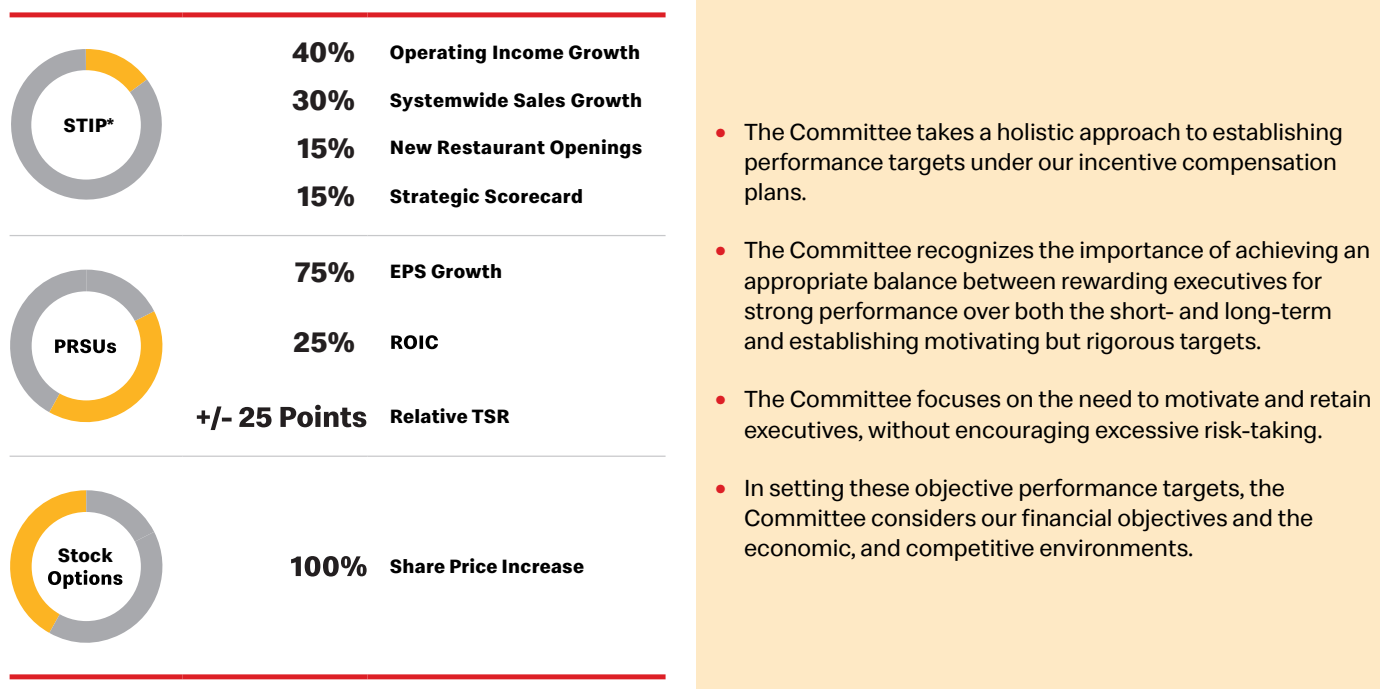 STIP*
40% Operating Income Growth
30% Systemwide Sales Growth
15% New Restaurant Openings
15% Strategic Scorecard
PRSUs
75% EPS Growth
25% ROIC
+/- 25 Points Relative TSR
Stock
Options
100% Share Price Increase
• The Committee takes a holistic approach to establishing
performance targets under our incentive compensation
plans.
• The Committee recognizes the importance of achieving an
appropriate balance between rewarding executives for
strong performance over both the short- and long-term
and establishing motivating but rigorous targets.
• The Committee focuses on the need to motivate and retain
executives, without encouraging excessive risk-taking.
• In setting these objective performance targets, the
Committee considers our financial objectives and the
economic, and competitive environments.